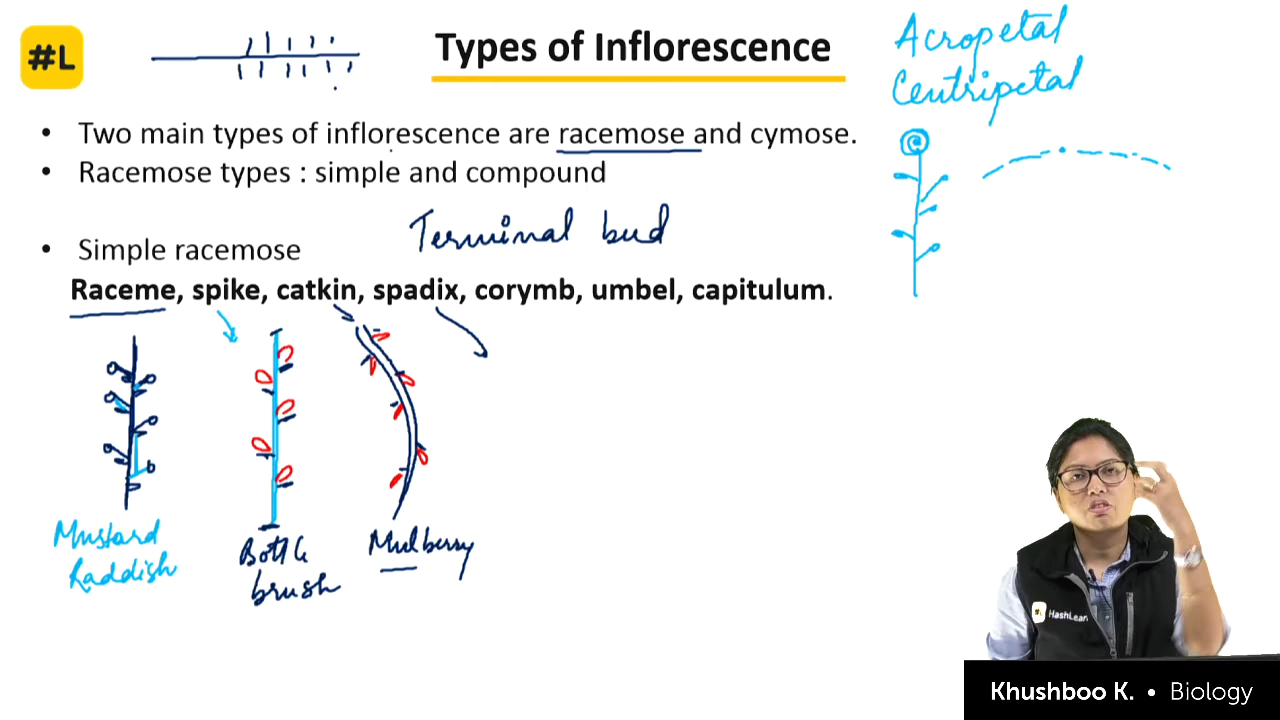 #L
Types of Inflorescence
Acropetal
Centripetal
• Two main types of inflorescence are racemose and cymose.
• Racemose types : simple and compound
Terminal bud
• Simple racemose
Raceme, spike, catkin, spadix, corymb, umbel, capitulum.
Mustard
Raddish
Bottle
brush
Mulberry
HashLearn
Khushboo K. • Biology